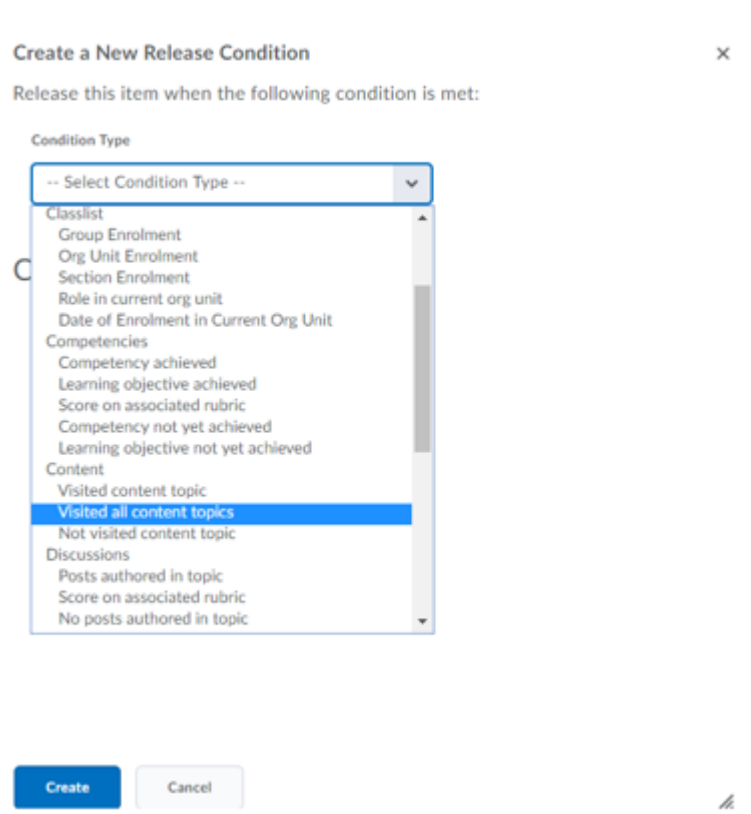 Create a New Release Condition
Release this item when the following condition is met:
Condition Type
-- Select Condition Type --
Classlist
Group Enrolment
Org Unit Enrolment
C
Section Enrolment
Role in current org unit
Date of Enrolment in Current Org Unit
Competencies
Competency achieved
Learning objective achieved
Score on associated rubric
Competency not yet achieved
Learning objective not yet achieved
Content
Visited content topic
Visited all content topics
Not visited content topic
Discussions
Posts authored in topic
Score on associated rubric
No posts authored in topic
Create
Cancel